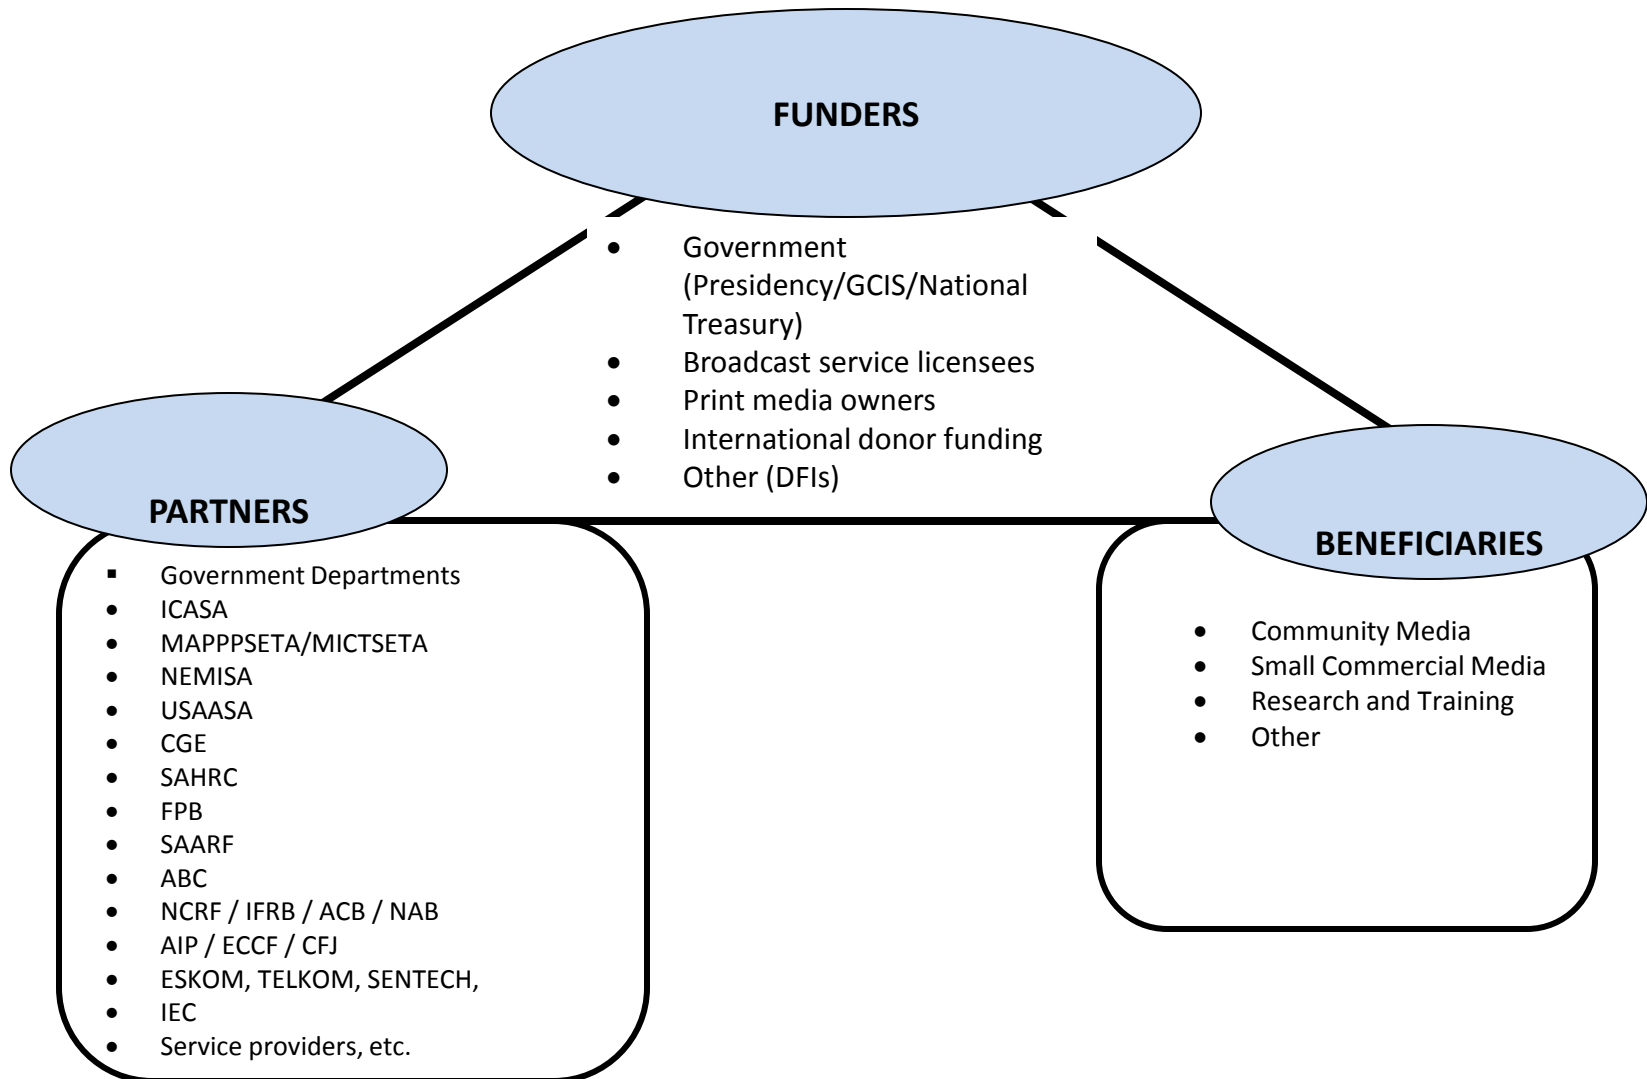 FUNDERS
• Government
(Presidency/GCIS/National
Treasury)
• Broadcast service licensees
• Print media owners
• International donor funding
• Other (DFIs)
PARTNERS
▪ Government Departments
• ICASA
• MAPPPSETA/MICTSETA
• NEMISA
• USAASA
• CGE
• SAHRC
• FPB
• SAARF
• ABC
• NCRF / IFRB / ACB / NAB
• AIP / ECCF / CFJ
• ESKOM, TELKOM, SENTECH,
• IEC
• Service providers, etc.
BENEFICIARIES
• Community Media
• Small Commercial Media
• Research and Training
• Other